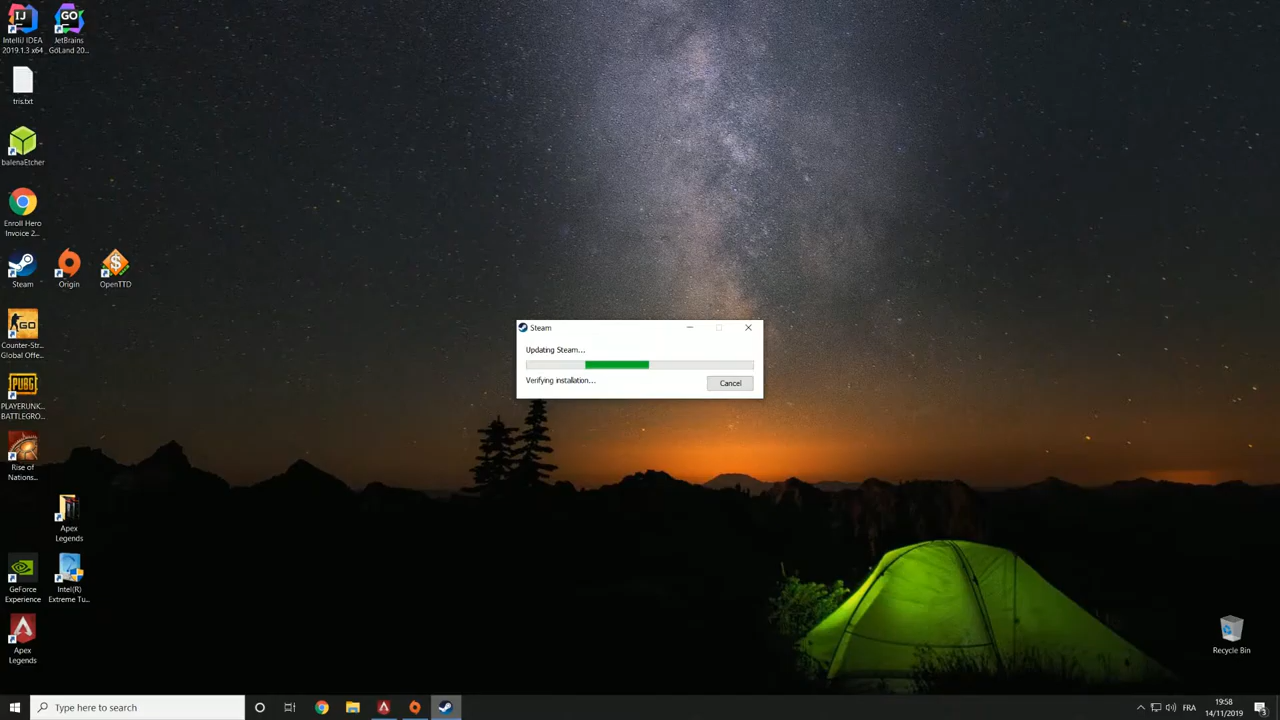 IntelliJ IDEA
2019.1.3 x64
JetBrains
GoLand 20...
tris.txt
balenaEtcher
Enroll Hero
Invoice 2...
Steam
Origin
OpenTTD
Counter-Str...
Global Offe...
PLAYERUNK...
BATTLEGRO...
Rise of
Nations...
Apex
Legends
GeForce
Experience
Intel(R)
Extreme Tu...
Apex
Legends
Steam
Updating Steam...
Verifying installation...
Cancel
Recycle Bin
Type here to search
FRA
19:58
14/11/2019
3